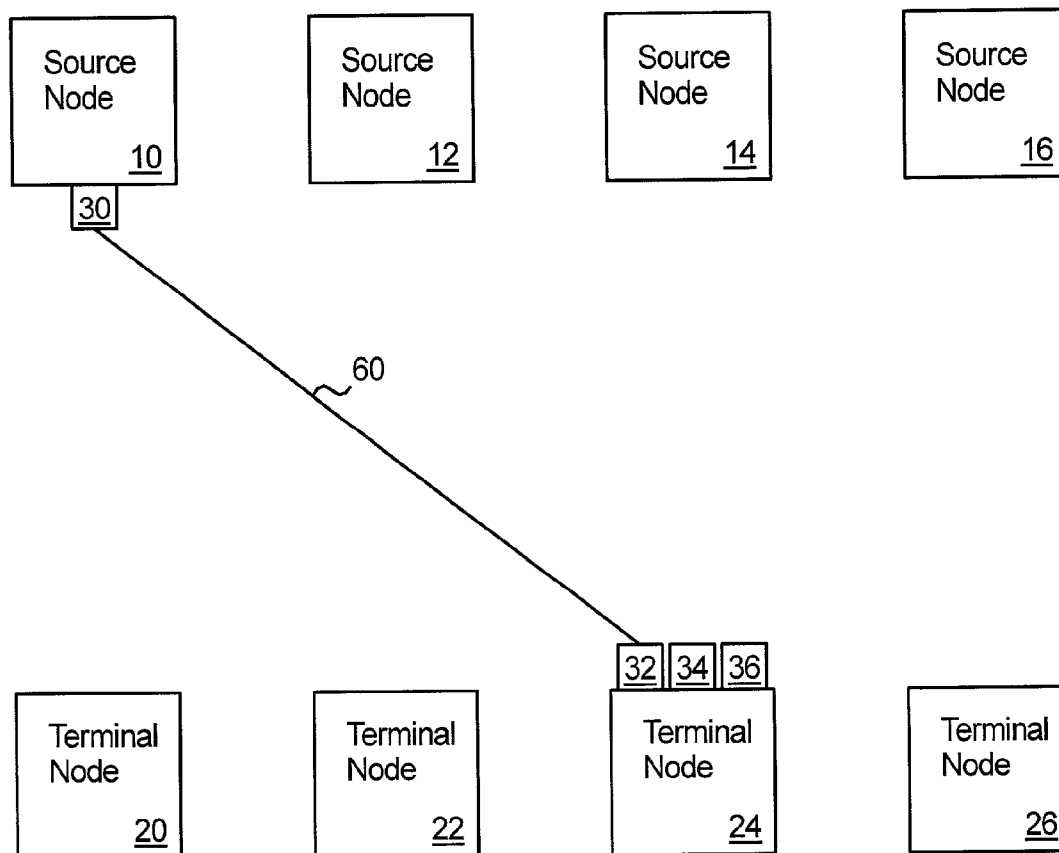 Source
Node
10
Source
Node
12
Source
Node
14
Source
Node
16
30
60
32 34 36
Terminal
Node
20
Terminal
Node
22
Terminal
Node
24
Terminal
Node
26